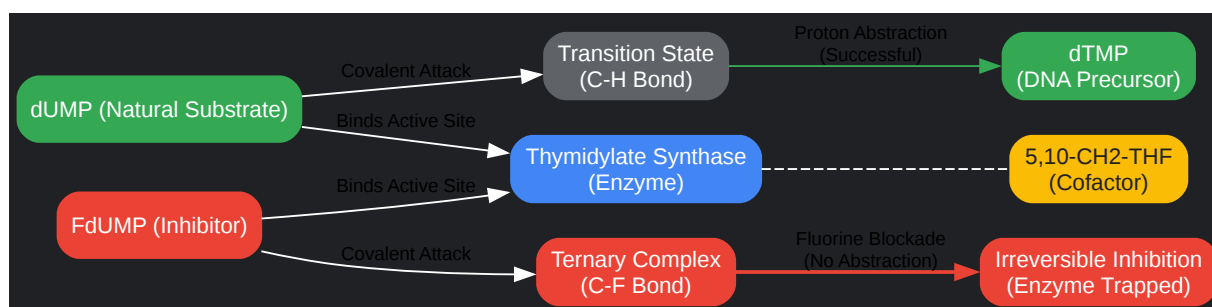 dUMP (Natural Substrate)
Covalent Attack
Transition State
(C-H Bond)
Proton Abstraction
(Successful)
dTMP
(DNA Precursor)
Binds Active Site
Thymidylate Synthase
(Enzyme)
5,10-CH2-THF
(Cofactor)
Binds Active Site
FdUMP (Inhibitor)
Covalent Attack
Ternary Complex
(C-F Bond)
Fluorine Blockade
(No Abstraction)
Irreversible Inhibition
(Enzyme Trapped)